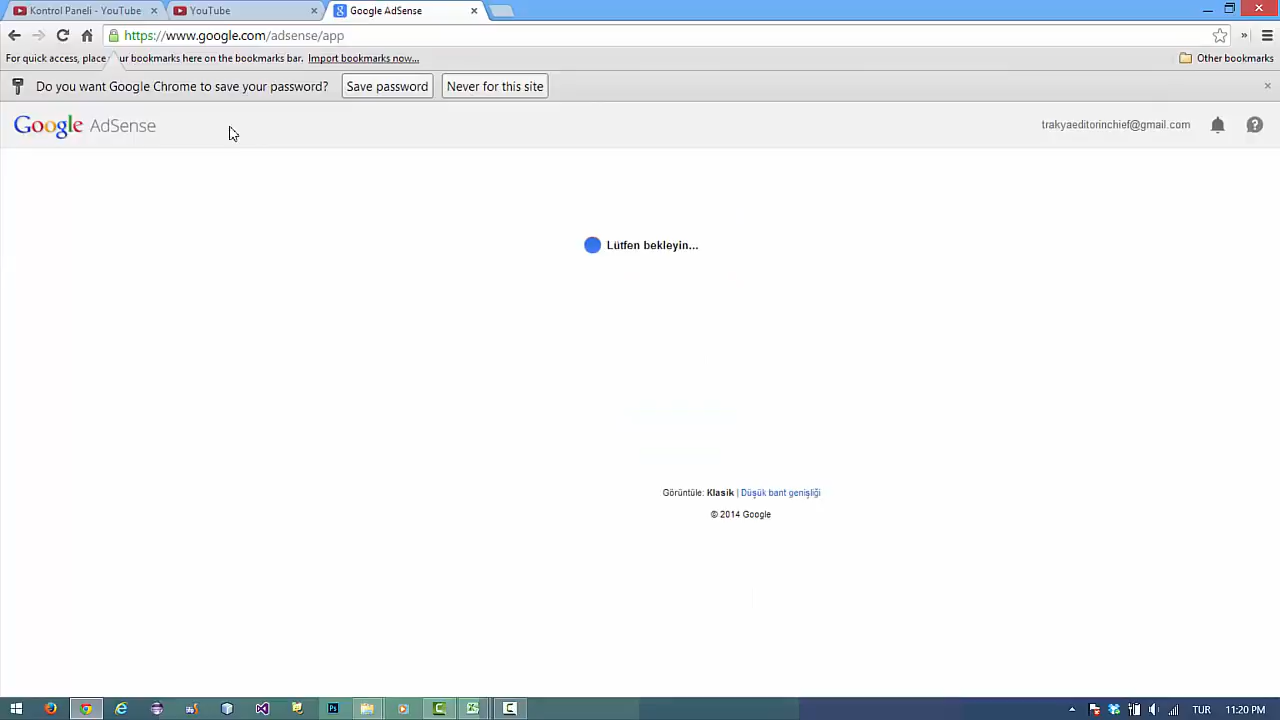 Kontrol Paneli - YouTube
YouTube
Google AdSense
https://www.google.com/adsense/app
For quick access, place your bookmarks here on the bookmarks bar. Import bookmarks now...
Other bookmarks
Do you want Google Chrome to save your password?
Save password
Never for this site
Google AdSense
trakyaeditorinchief@gmail.com
Lütfen bekleyin...
Görüntüle: Klasik | Düşük bant genişliği
© 2014 Google
TUR
11:20 PM